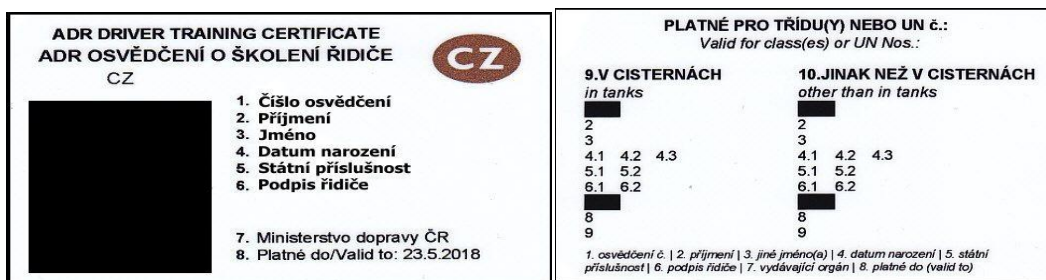 ADR DRIVER TRAINING CERTIFICATE
ADR OSVĚDČENÍ O ŠKOLENÍ ŘIDIČE
CZ
CZ
1. Číšlo osvědčení
2. Příjmení
3. Jméno
4. Datum narození
5. Státní příslušnost
6. Podpis řidiče
7. Ministerstvo dopravy ČR
8. Platné do/Valid to: 23.5.2018
PLATNÉ PRO TŘÍDU(Y) NEBO UN č.:
Valid for class(es) or UN Nos.:
9.V CISTERNÁCH
in tanks
2
3
4.1 4.2 4.3
5.1 5.2
6.1 6.2
8
9
10.JINAK NEŽ V CISTERNÁCH
other than in tanks
2
3
4.1 4.2 4.3
5.1 5.2
6.1 6.2
8
9
1. osvědčení č. | 2. příjmení | 3. jiné jméno(a) | 4. datum narození | 5. státní
příslušnost | 6. podpis řidiče | 7. vydávající orgán | 8. platné do (valid to)